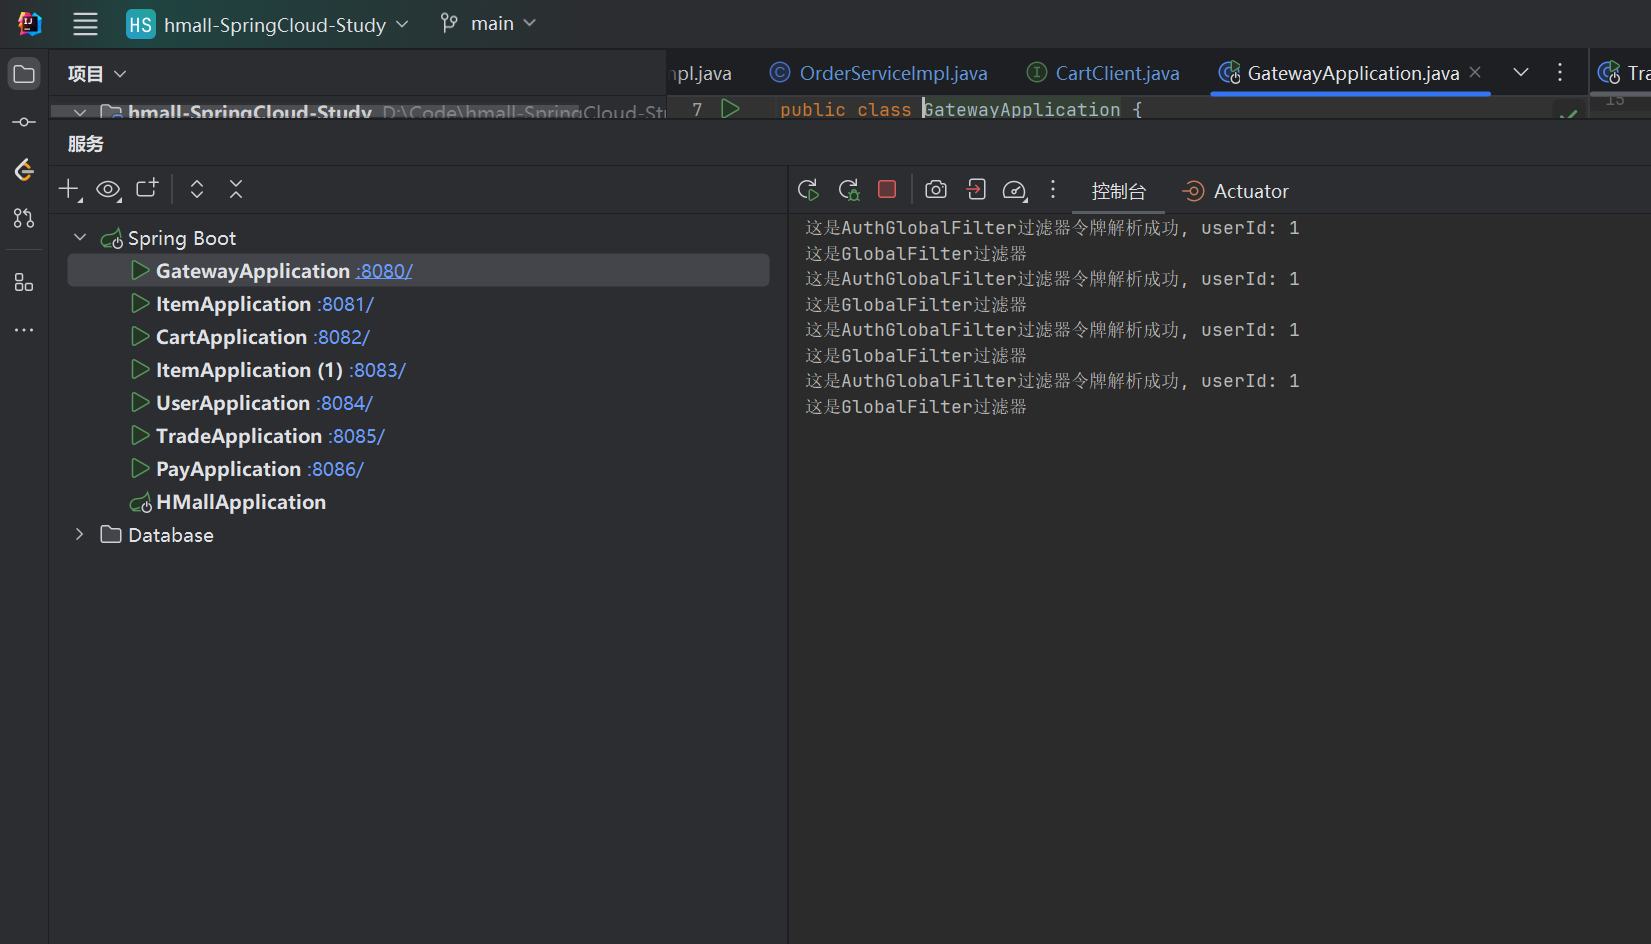 HS hmall-SpringCloud-Study main
项目
mpl.java OrderServiceImpl.java CartClient.java GatewayApplication.java Tra
hmall-SpringCloud-Study D:\Code\hmall-SpringCloud-St
7 public class GatewayApplication {
15
服务
控制台 Actuator
Spring Boot
GatewayApplication :8080/
ItemApplication :8081/
CartApplication :8082/
ItemApplication (1) :8083/
UserApplication :8084/
TradeApplication :8085/
PayApplication :8086/
HMallApplication
Database
这是AuthGlobalFilter过滤器令牌解析成功, userId: 1
这是GlobalFilter过滤器
这是AuthGlobalFilter过滤器令牌解析成功, userId: 1
这是GlobalFilter过滤器
这是AuthGlobalFilter过滤器令牌解析成功, userId: 1
这是GlobalFilter过滤器
这是AuthGlobalFilter过滤器令牌解析成功, userId: 1
这是GlobalFilter过滤器